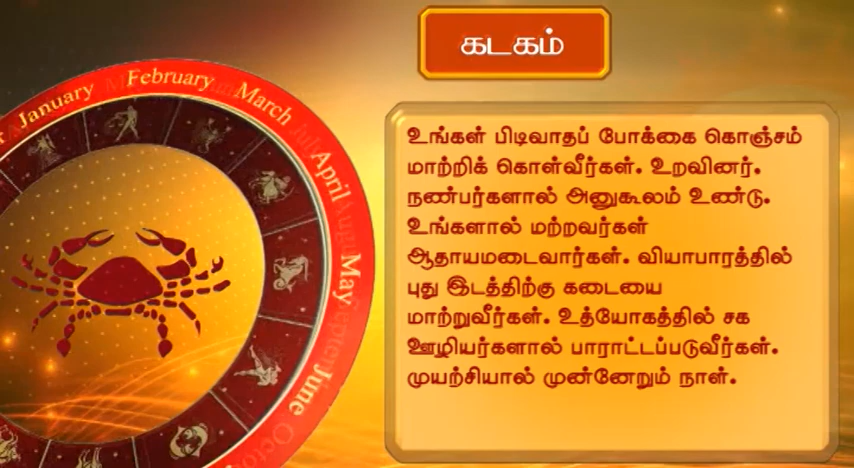 கடகம்
January
February
March
April
May
June
உங்கள் பிடிவாதப் போக்கை கொஞ்சம்
மாற்றிக் கொள்வீர்கள். உறவினர்.
நண்பர்களால் அனுகூலம் உண்டு.
உங்களால் மற்றவர்கள்
ஆதாயமடைவார்கள். வியாபாரத்தில்
புது இடத்திற்கு கடையை
மாற்றுவீர்கள். உத்யோகத்தில் சக
ஊழியர்களால் பாராட்டப்படுவீர்கள்.
முயற்சியால் முன்னேறும் நாள்.